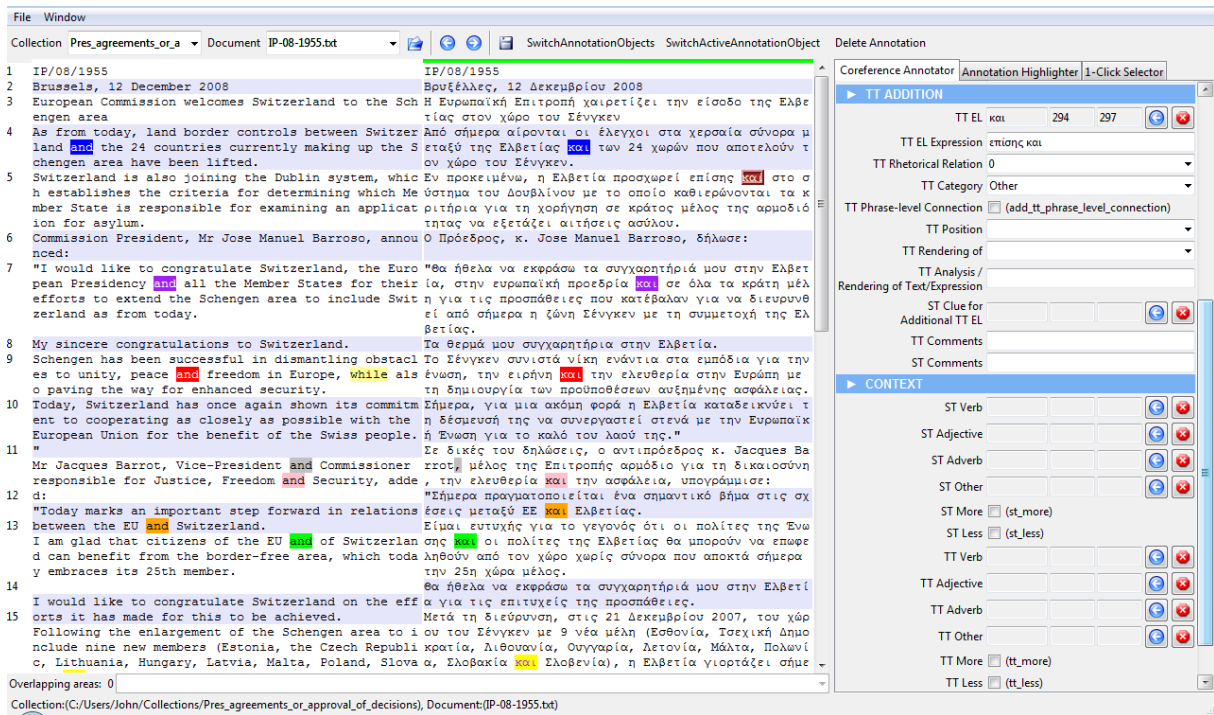 File Window
Collection Pres_agreements_or_a Document IP-08-1955.txt SwitchAnnotationObjects SwitchActiveAnnotationObject Delete Annotation
1 IP/08/1955
2 Brussels, 12 December 2008
3 European Commission welcomes Switzerland to the Sch
engen area
4 As from today, land border controls between Switzer
land and the 24 countries currently making up the S
chengen area have been lifted.
5 Switzerland is also joining the Dublin system, whic
h establishes the criteria for determining which Me
mber State is responsible for examining an applicat
ion for asylum.
6 Commission President, Mr Jose Manuel Barroso, annou
nced:
7 "I would like to congratulate Switzerland, the Euro
pean Presidency and all the Member States for their
efforts to extend the Schengen area to include Swit
zerland as from today.
8 My sincere congratulations to Switzerland.
9 Schengen has been successful in dismantling obstacl
es to unity, peace and freedom in Europe, while als
o paving the way for enhanced security.
10 Today, Switzerland has once again shown its commitm
ent to cooperating as closely as possible with the
European Union for the benefit of the Swiss people.
11 "
Mr Jacques Barrot, Vice-President and Commissioner
responsible for Justice, Freedom and Security, adde
12 d:
"Today marks an important step forward in relations
13 between the EU and Switzerland.
I am glad that citizens of the EU and of Switzerlan
d can benefit from the border-free area, which toda
y embraces its 25th member.
14
I would like to congratulate Switzerland on the eff
15 orts it has made for this to be achieved.
Following the enlargement of the Schengen area to i
nclude nine new members (Estonia, the Czech Republi
c, Lithuania, Hungary, Latvia, Malta, Poland, Slova
IP/08/1955
Βρυξέλλες, 12 Δεκεμβρίου 2008
Η Ευρωπαϊκή Επιτροπή χαιρετίζει την είσοδο της Ελβε
τίας στον χώρο του Σένγκεν
Από σήμερα αίρονται οι έλεγχοι στα χερσαία σύνορα μ
εταξύ της Ελβετίας και των 24 χωρών που αποτελούν τ
ον χώρο του Σένγκεν.
Εν προκειμένω, η Ελβετία προσχωρεί επίσης και στο σ
ύστημα του Δουβλίνου με το οποίο καθιερώνονται τα κ
ριτήρια για τη χορήγηση σε κράτος μέλος της αρμοδιό
τητας να εξετάζει αιτήσεις ασύλου.
Ο Πρόεδρος, κ. Jose Manuel Barroso, δήλωσε:
"Θα ήθελα να εκφράσω τα συγχαρητήριά μου στην Ελβετ
ία, στην ευρωπαϊκή προεδρία και σε όλα τα κράτη μέλ
η για τις προσπάθειες που κατέβαλαν για να διευρυνθ
εί από σήμερα η ζώνη Σένγκεν με τη συμμετοχή της Ελ
βετίας.
Τα θερμά μου συγχαρητήρια στην Ελβετία.
Το Σένγκεν συνιστά νίκη ενάντια στα εμπόδια για την
ένωση, την ειρήνη και την ελευθερία στην Ευρώπη με
τη δημιουργία των προϋποθέσεων αυξημένης ασφάλειας.
Σήμερα, για μια ακόμη φορά η Ελβετία καταδεικνύει τ
η δέσμευσή της να συνεργαστεί στενά με την Ευρωπαϊκ
ή Ένωση για το καλό του λαού της."
Σε δικές του δηλώσεις, ο αντιπρόεδρος κ. Jacques Ba
rrot, μέλος της Επιτροπής αρμόδιο για τη δικαιοσύνη
, την ελευθερία και την ασφάλεια, υπογράμμισε:
"Σήμερα πραγματοποιείται ένα σημαντικό βήμα στις σχ
έσεις μεταξύ ΕΕ και Ελβετίας.
Είμαι ευτυχής για το γεγονός ότι οι πολίτες της Ένω
σης και οι πολίτες της Ελβετίας θα μπορούν να επωφε
ληθούν από τον χώρο χωρίς σύνορα που αποκτά σήμερα
την 25η χώρα μέλος.
Θα ήθελα να εκφράσω τα συγχαρητήριά μου στην Ελβετί
α για τις επιτυχείς της προσπάθειες.
Μετά τη διεύρυνση, στις 21 Δεκεμβρίου 2007, του χώρ
ου του Σένγκεν με 9 νέα μέλη (Εσθονία, Τσεχική Δημο
κρατία, Λιθουανία, Ουγγαρία, Λετονία, Μάλτα, Πολωνί
α, Σλοβακία και Σλοβενία), η Ελβετία γιορτάζει σήμε
Coreference Annotator Annotation Highlighter 1-Click Selector
► TT ADDITION
TT EL και 294 297
TT EL Expression επίσης και
TT Rhetorical Relation 0
TT Category Other
TT Phrase-level Connection (add_tt_phrase_level_connection)
TT Position
TT Rendering of
TT Analysis /
Rendering of Text/Expression
ST Clue for
Additional TT EL
TT Comments
ST Comments
► CONTEXT
ST Verb
ST Adjective
ST Adverb
ST Other
ST More (st_more)
ST Less (st_less)
TT Verb
TT Adjective
TT Adverb
TT Other
TT More (tt_more)
TT Less (tt_less)
Overlapping areas: 0
Collection:(C:/Users/John/Collections/Pres_agreements_or_approval_of_decisions), Document:(IP-08-1955.txt)